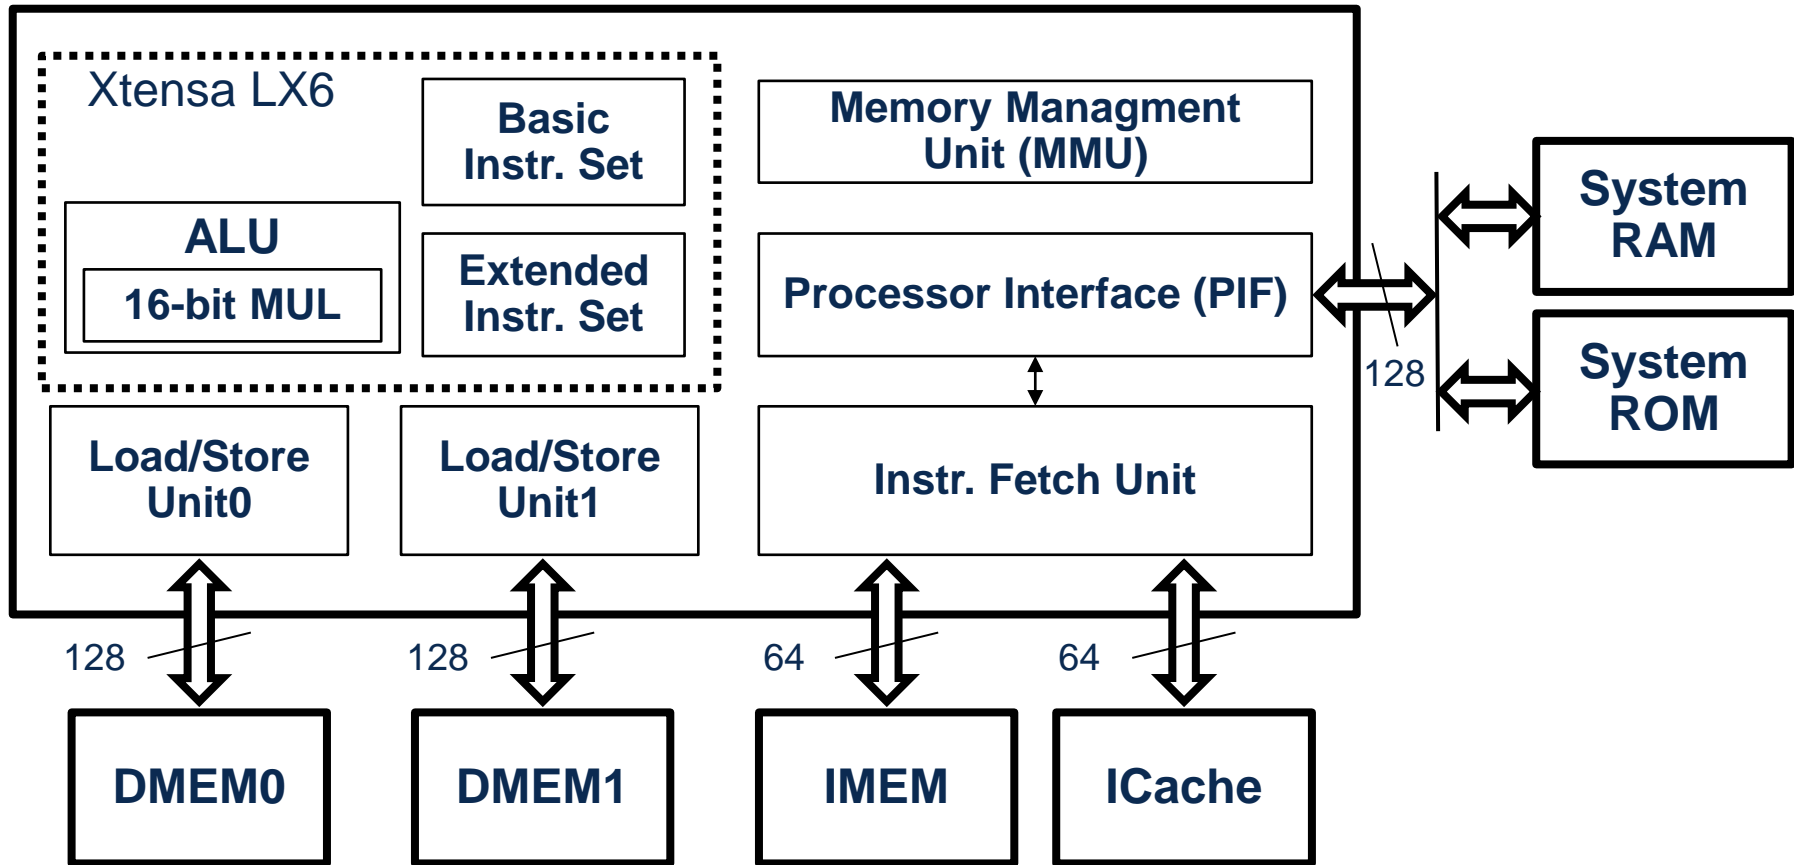 Xtensa LX6
Basic
Instr. Set
Memory Managment
Unit (MMU)
System
RAM
ALU
16-bit MUL
Extended
Instr. Set
Processor Interface (PIF)
128
System
ROM
Load/Store
Unit0
Load/Store
Unit1
Instr. Fetch Unit
128
128
64
64
DMEM0
DMEM1
IMEM
ICache